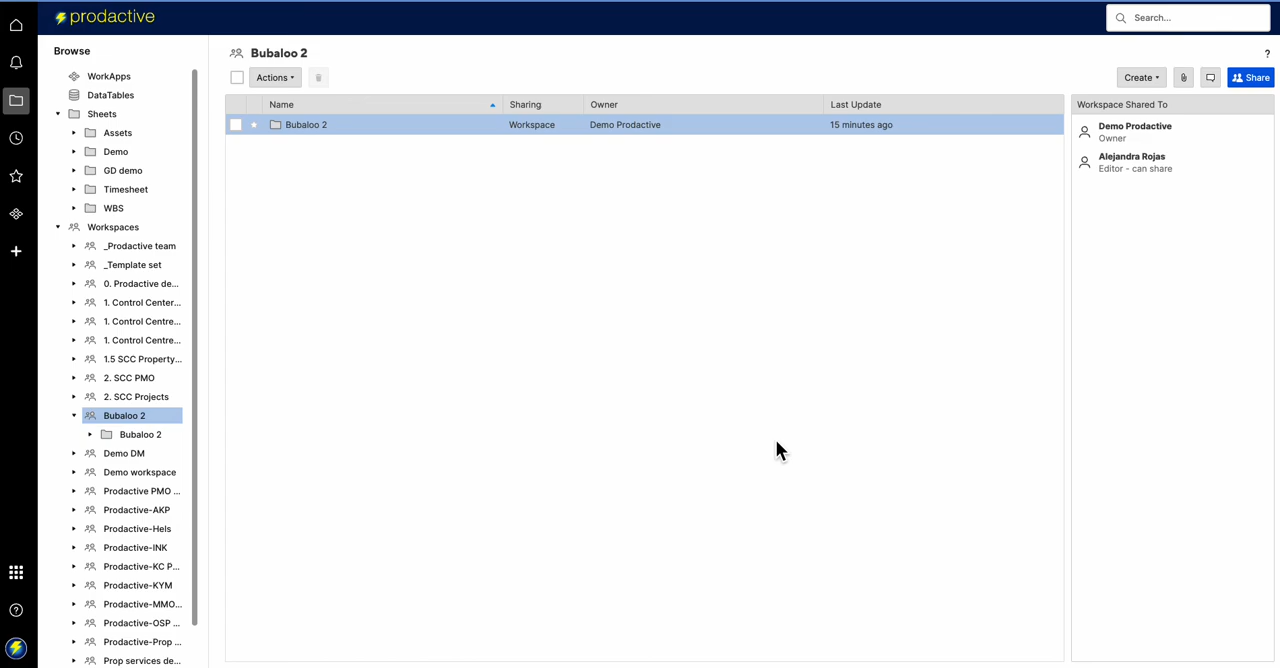 prodactive
Search...
Browse
WorkApps
DataTables
Sheets
Assets
Demo
GD demo
Timesheet
WBS
Workspaces
_Prodactive team
_Template set
0. Prodactive de...
1. Control Center...
1. Control Centre...
1. Control Centre...
1.5 SCC Property...
2. SCC PMO
2. SCC Projects
Bubaloo 2
Bubaloo 2
Demo DM
Demo workspace
Prodactive PMO ...
Prodactive-AKP
Prodactive-Hels
Prodactive-INK
Prodactive-KC P...
Prodactive-KYM
Prodactive-MMO...
Prodactive-OSP ...
Prodactive-Prop ...
Prop services de...
Bubaloo 2
?
Actions
Create
Share
Name Sharing Owner Last Update
Bubaloo 2 Workspace Demo Prodactive 15 minutes ago
Workspace Shared To
Demo Prodactive
Owner
Alejandra Rojas
Editor - can share